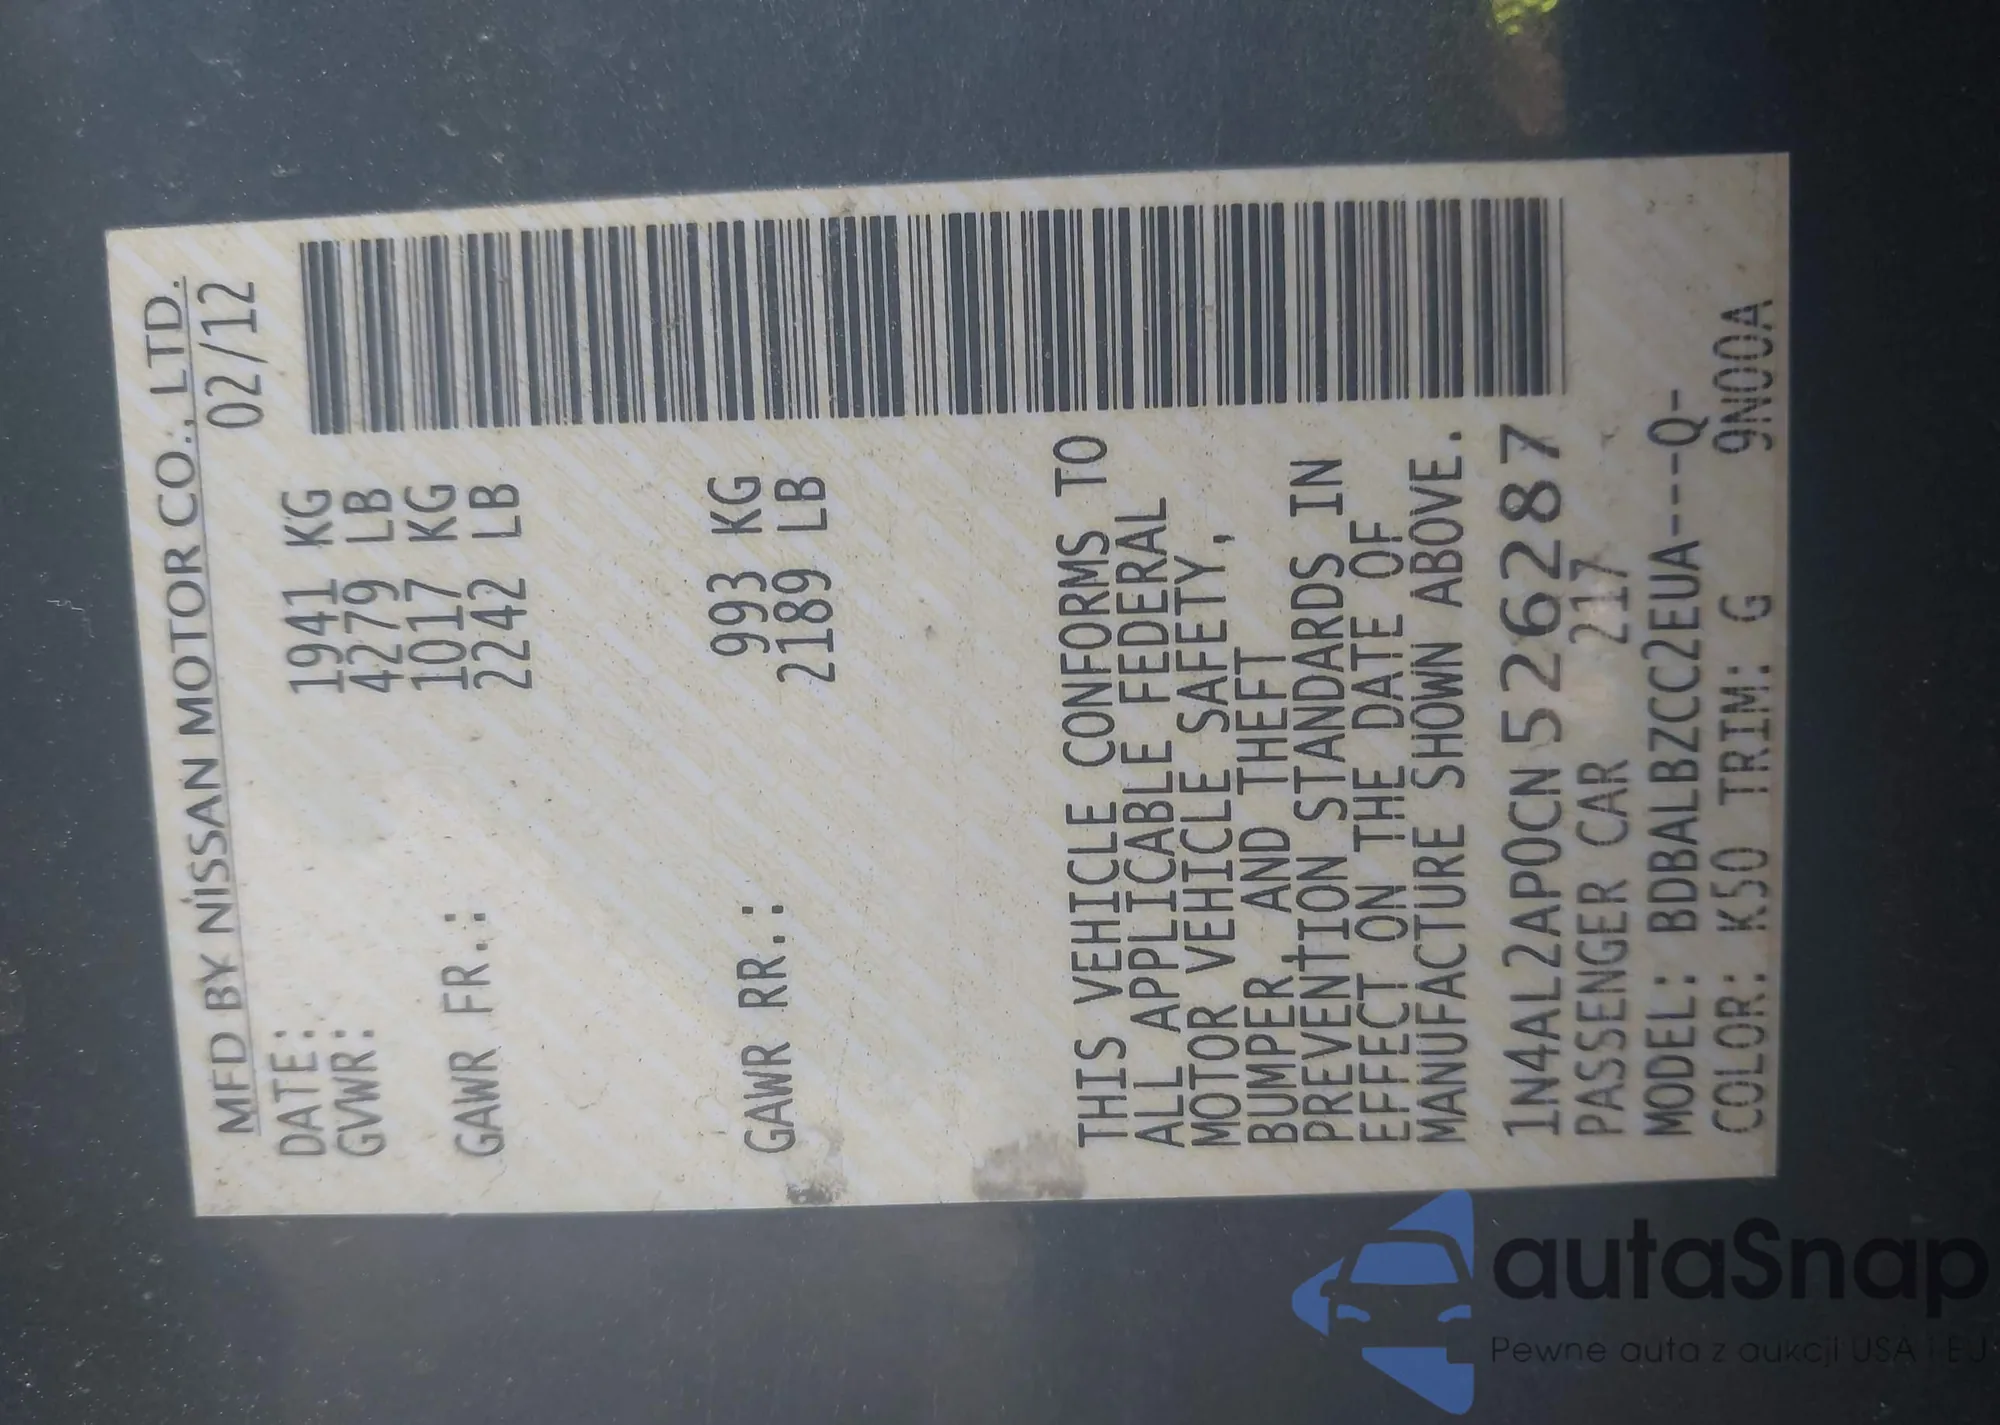 MFD BY NISSAN MOTOR CO., LTD.
DATE: 02/12
GVWR: 1941 KG
4279 LB
GAWR FR.: 1017 KG
2242 LB
GAWR RR.: 993 KG
2189 LB
THIS VEHICLE CONFORMS TO
ALL APPLICABLE FEDERAL
MOTOR VEHICLE SAFETY,
BUMPER AND THEFT
PREVENTION STANDARDS IN
EFFECT ON THE DATE OF
MANUFACTURE SHOWN ABOVE.
1N4AL2AP0CN526287
PASSENGER CAR 217
MODEL: BDBALBZCC2EUA----Q-
COLOR: K50 TRIM: G 9N00A
autaSnap
Pewne auta z aukcji USA i EU